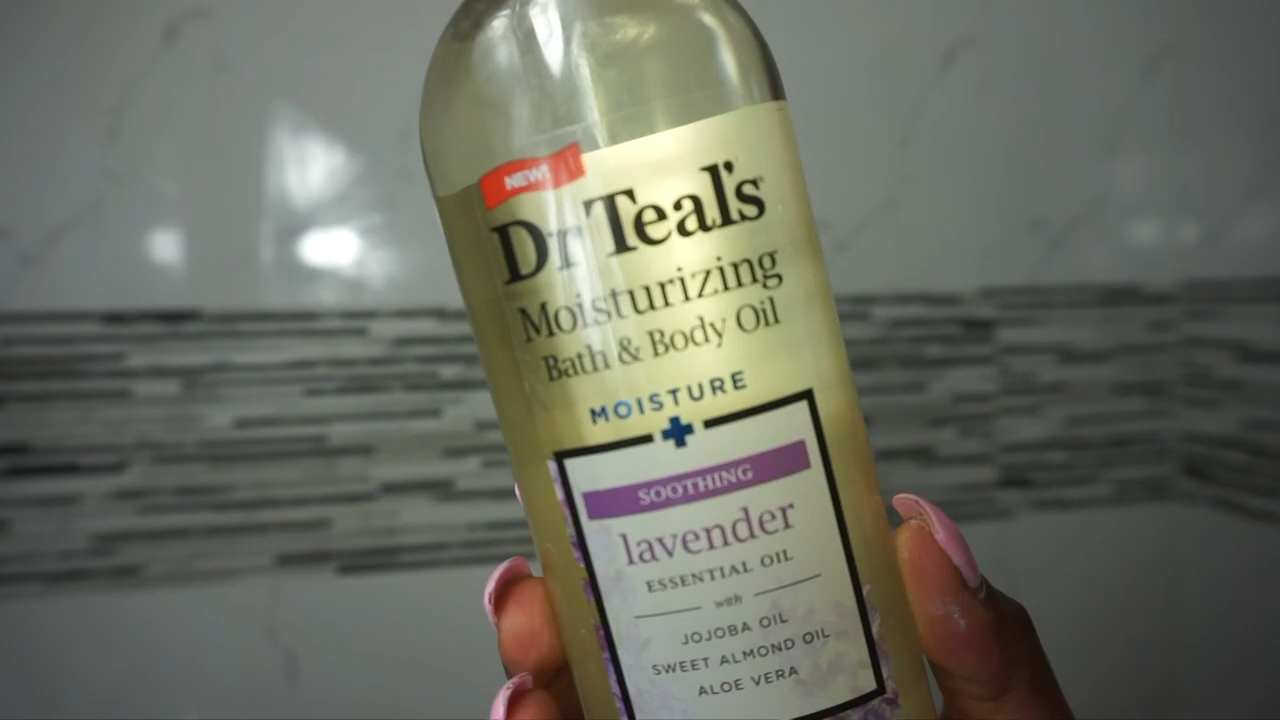 NEW!
Dr Teal's
Moisturizing
Bath & Body Oil
MOISTURE
SOOTHING
lavender
ESSENTIAL OIL
with
JOJOBA OIL
SWEET ALMOND OIL
ALOE VERA